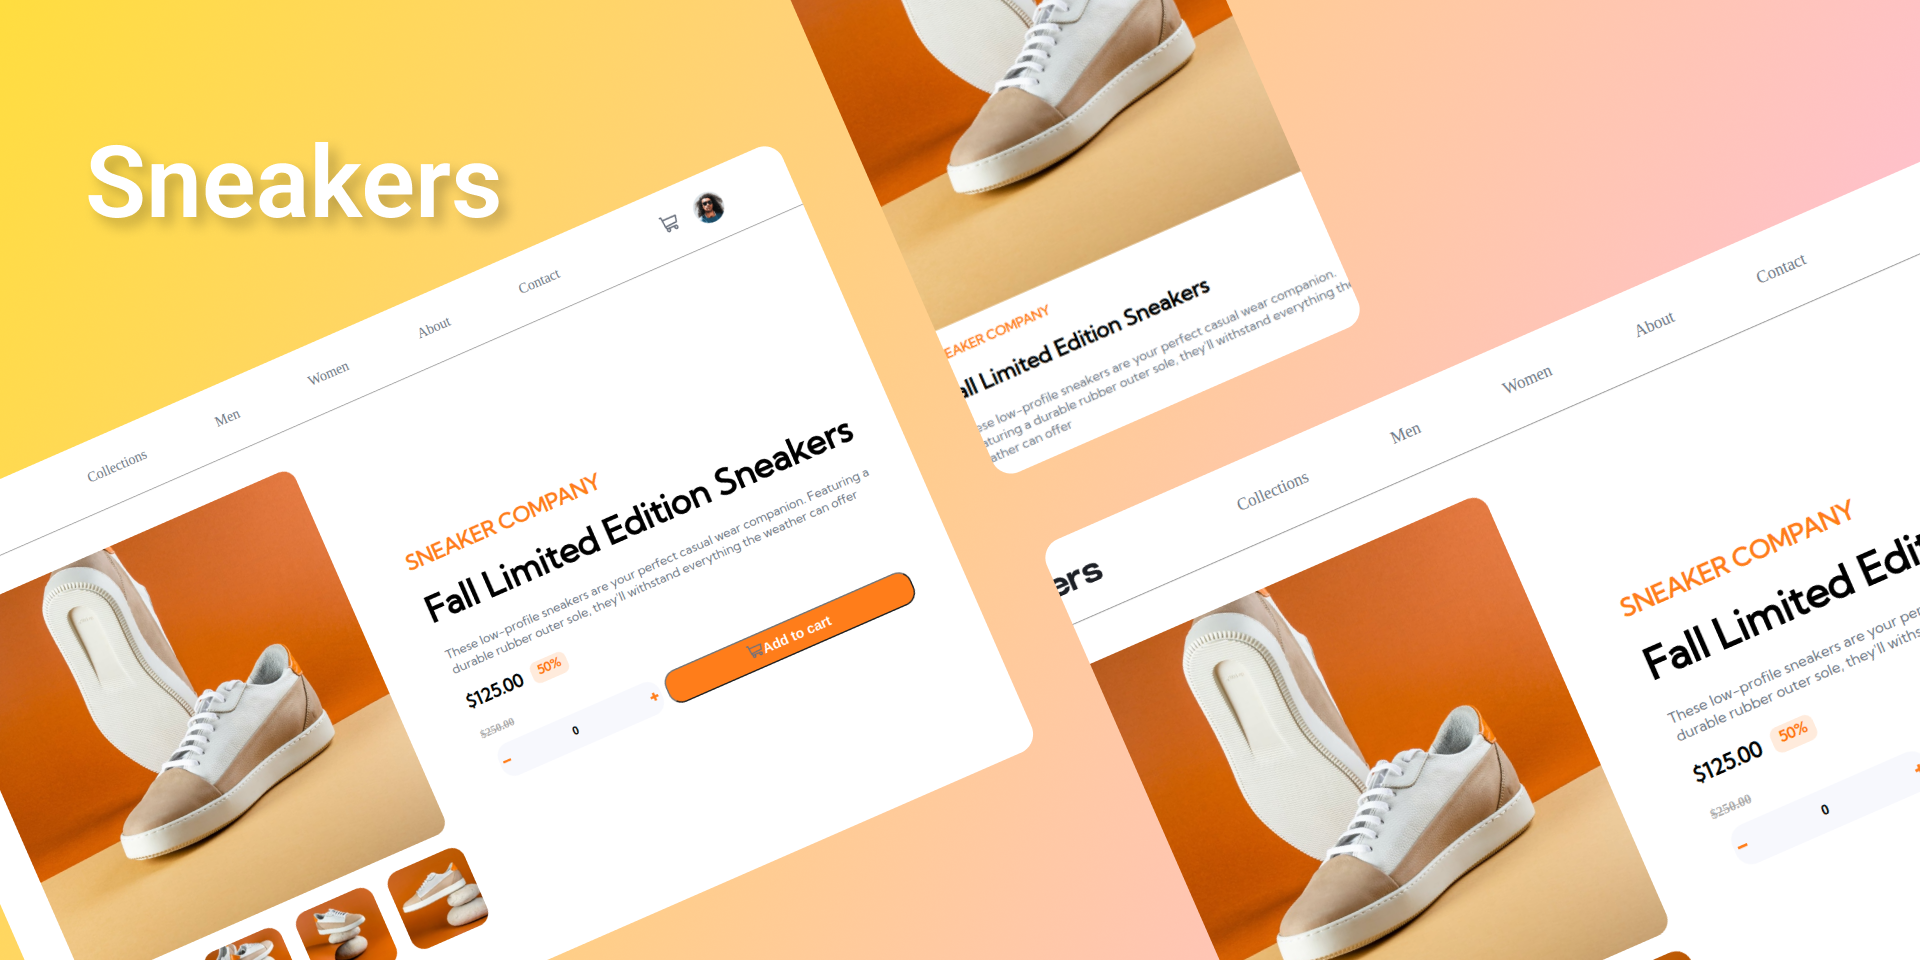 Sneakers
Collections
Men
Women
About
Contact
SNEAKER COMPANY
Fall Limited Edition Sneakers
These low-profile sneakers are your perfect casual wear companion. Featuring a
durable rubber outer sole, they'll withstand everything the weather can offer
$125.00 50%
$250.00
− 0 +
Add to cart
EAKER COMPANY
all Limited Edition Sneakers
ese low-profile sneakers are your perfect casual wear companion.
aturing a durable rubber outer sole, they'll withstand everything the
ather can offer
ers
Collections
Men
Women
About
Contact
SNEAKER COMPANY
Fall Limited Edit
These low-profile sneakers are your per
durable rubber outer sole, they'll withs
$125.00 50%
$250.00
− 0 +